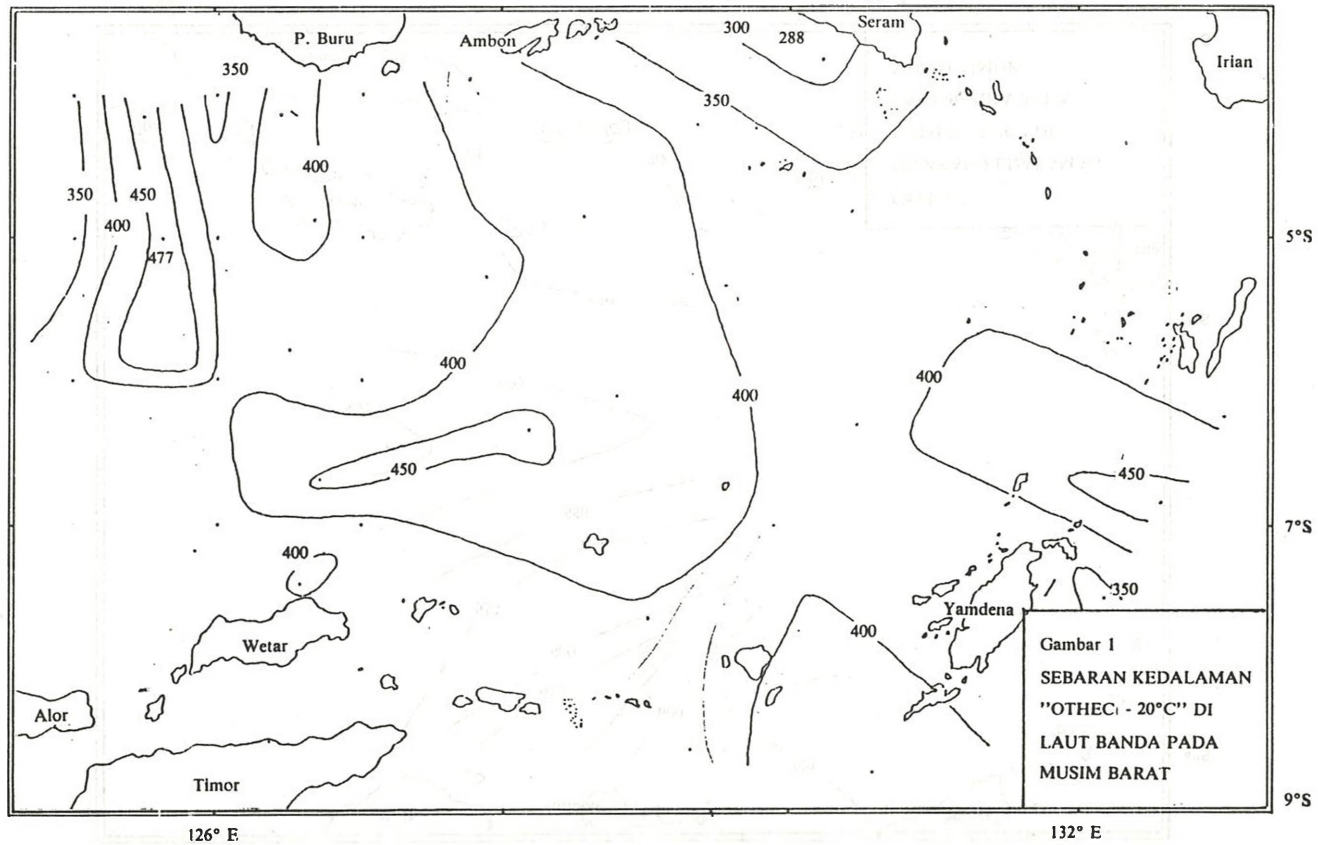 P. Buru
Ambon
Seram
Irian
300
288
350
350
400
350
450
400
477
5°S
400
400
400
450
450
7°S
400
350
Yamdena
400
Wetar
Alor
Timor
Gambar 1
SEBARAN KEDALAMAN
"OTHEC - 20°C" DI
LAUT BANDA PADA
MUSIM BARAT
9°S
126° E
132° E